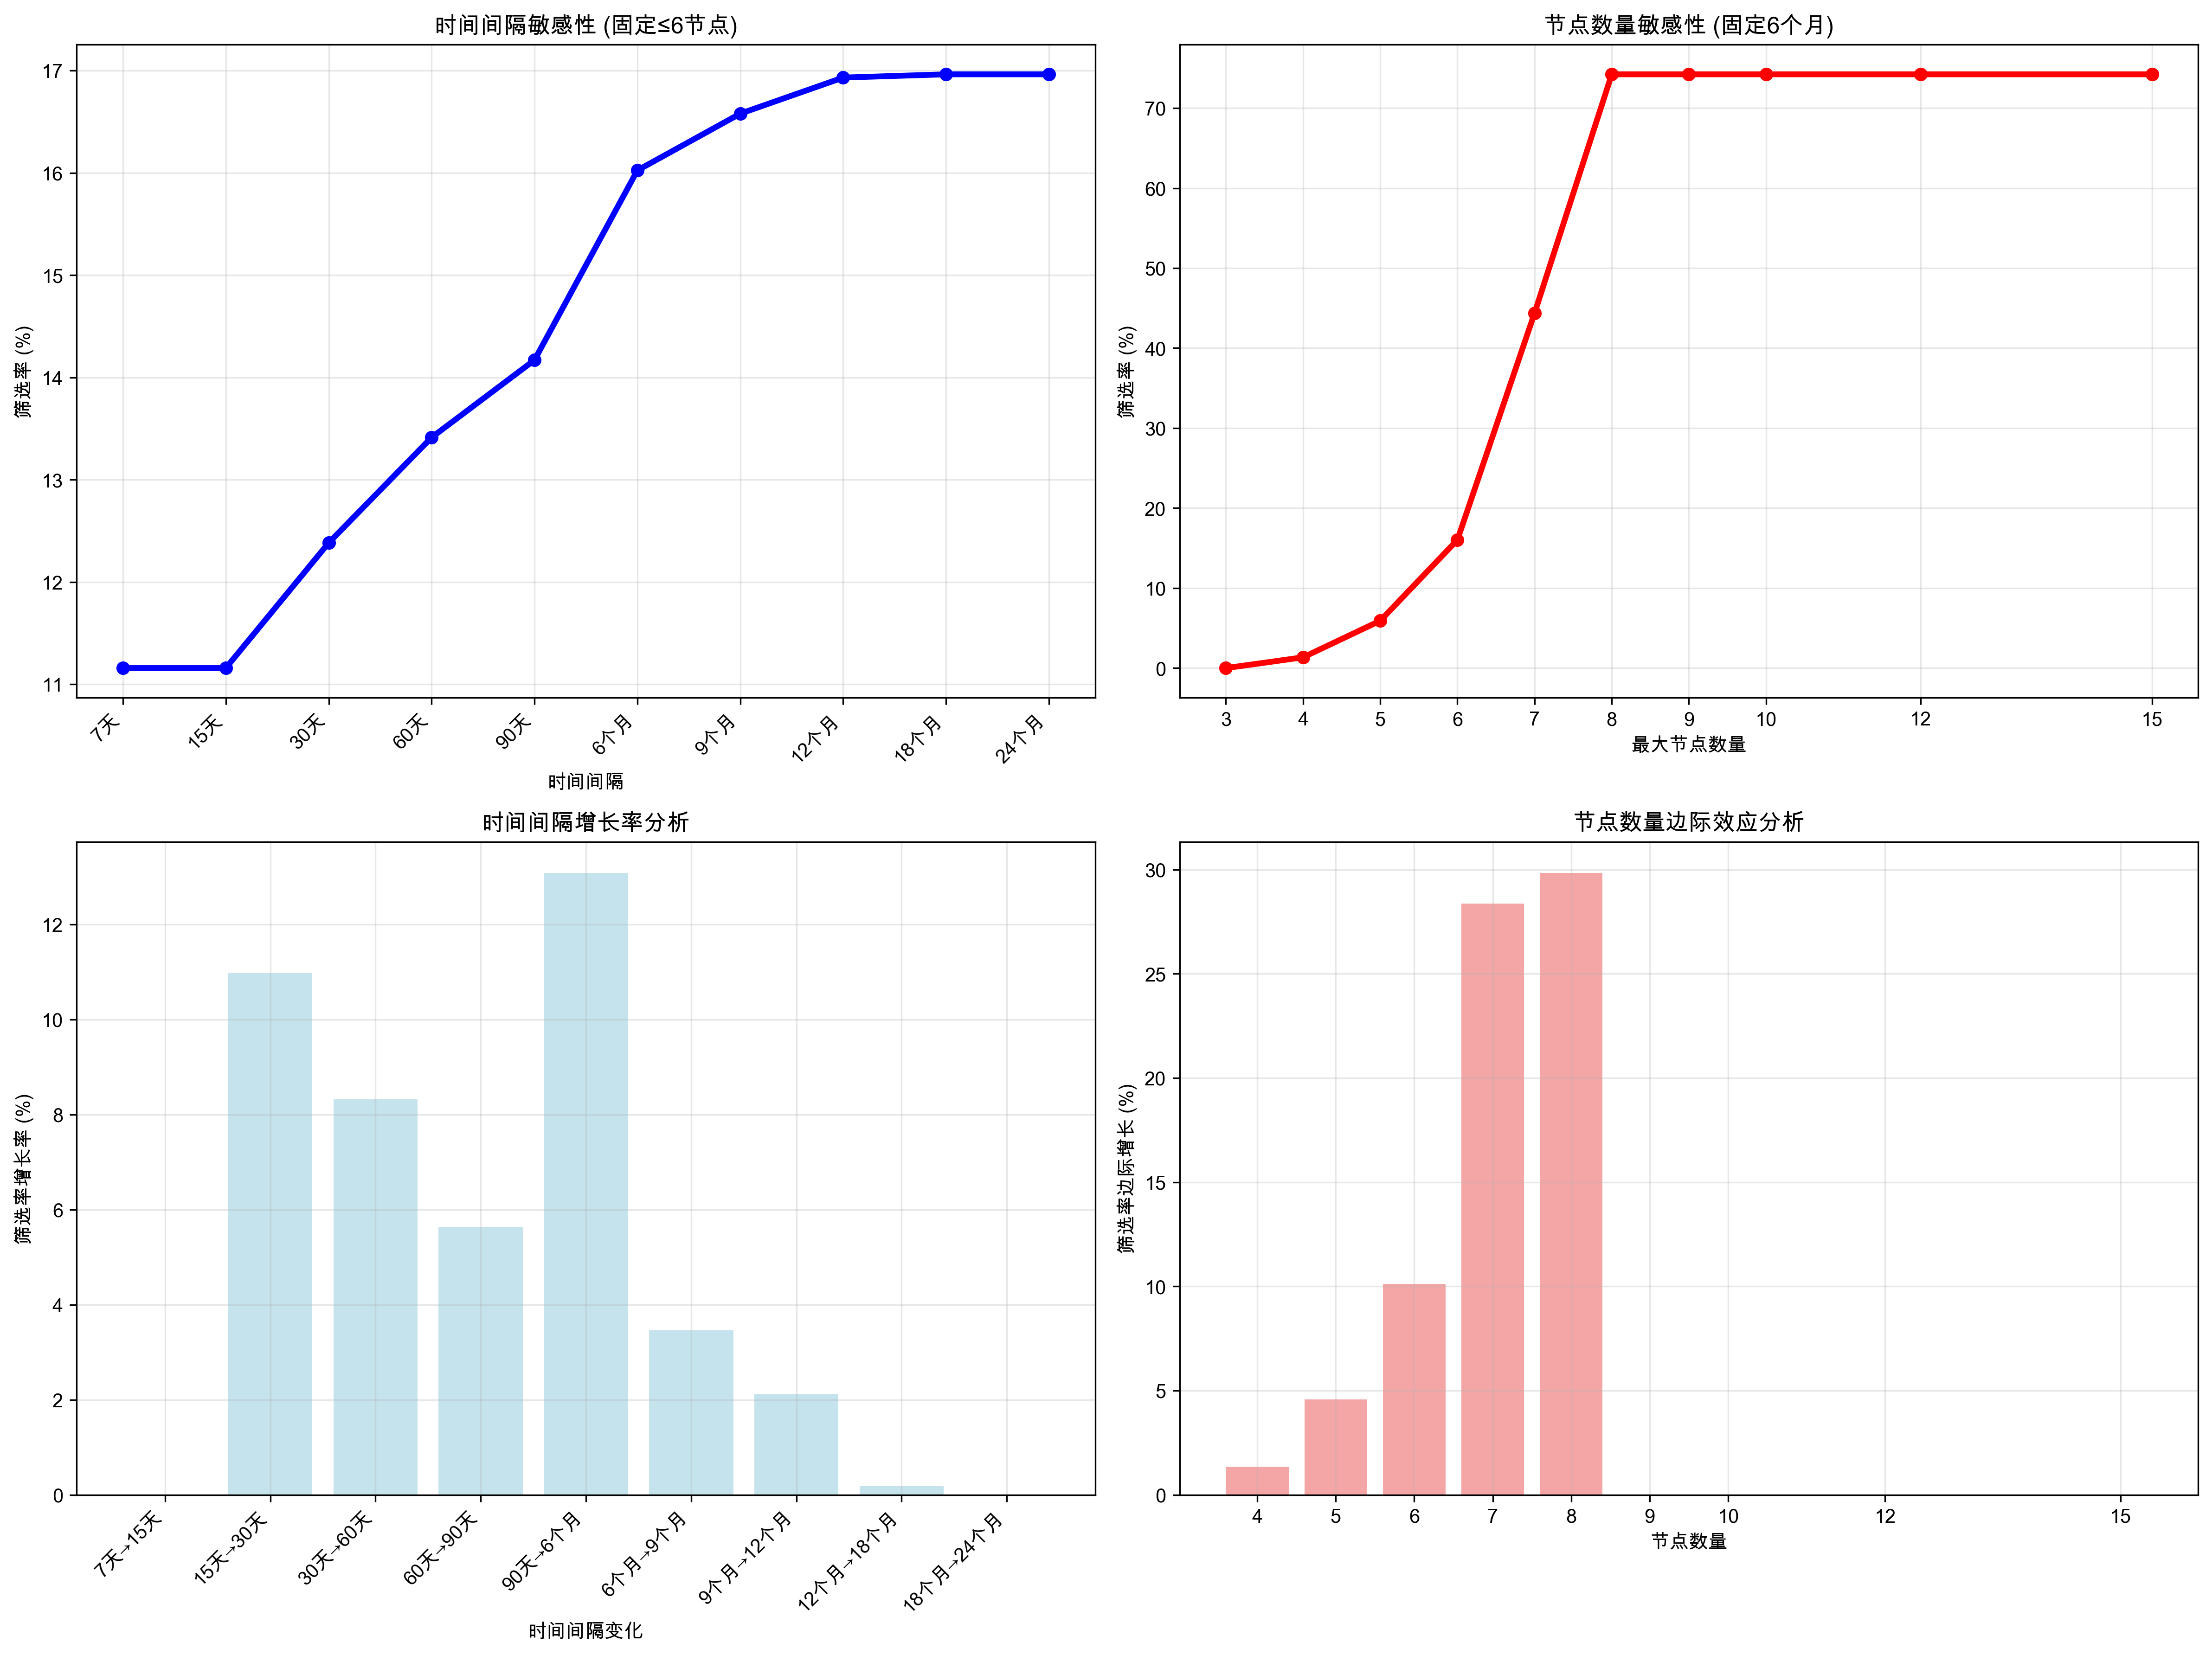 时间间隔敏感性 (固定≤6节点)
筛选率 (%)
17
16
15
14
13
12
11
7天
15天
30天
60天
90天
6个月
9个月
12个月
18个月
24个月
时间间隔
节点数量敏感性 (固定6个月)
筛选率 (%)
70
60
50
40
30
20
10
0
3
4
5
6
7
8
9
10
12
15
最大节点数量
时间间隔增长率分析
筛选率增长率 (%)
12
10
8
6
4
2
0
7天→15天
15天→30天
30天→60天
60天→90天
90天→6个月
6个月→9个月
9个月→12个月
12个月→18个月
18个月→24个月
时间间隔变化
节点数量边际效应分析
筛选率边际增长 (%)
30
25
20
15
10
5
0
4
5
6
7
8
9
10
12
15
节点数量